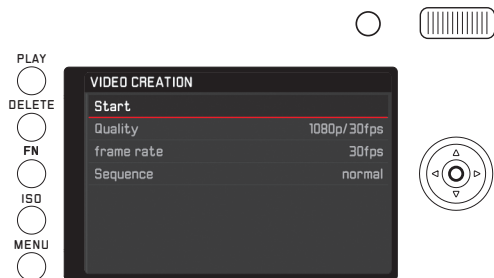 PLAY
DELETE
FN
ISO
MENU
VIDEO CREATION
Start
Quality 1080p/30fps
frame rate 30fps
Sequence normal